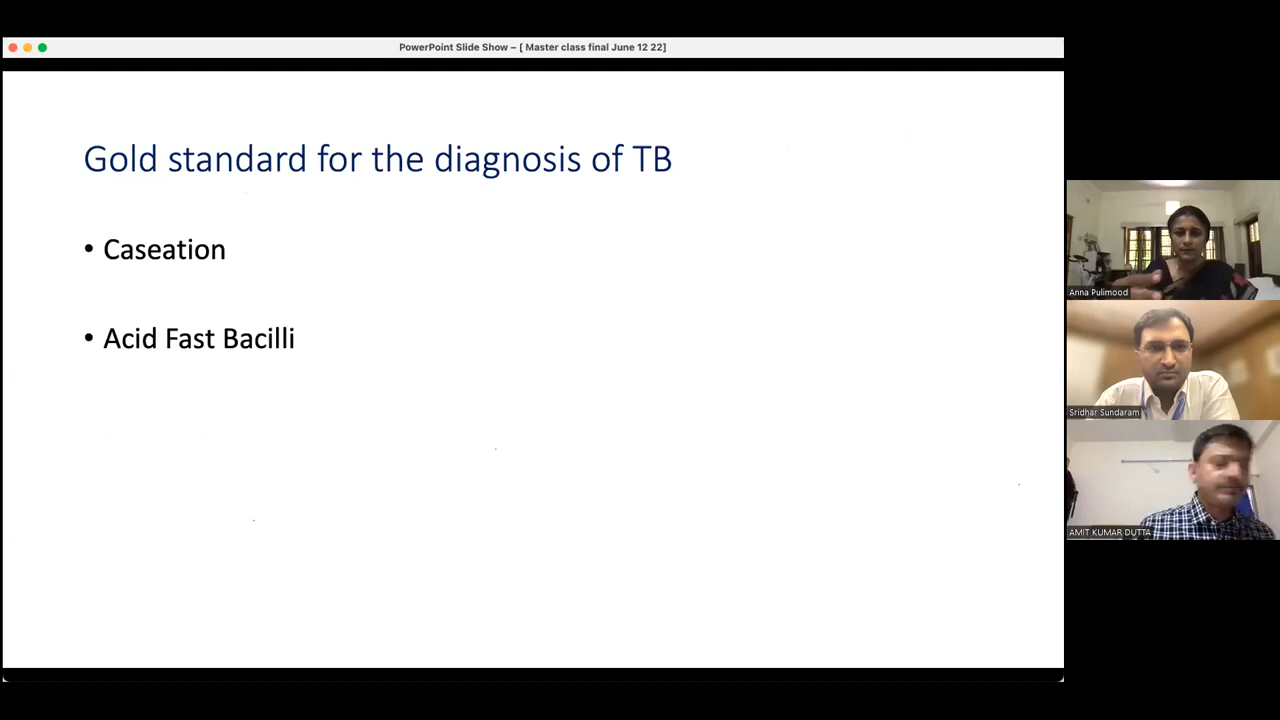 PowerPoint Slide Show – [ Master class final June 12 22]
Gold standard for the diagnosis of TB
• Caseation
• Acid Fast Bacilli
Anna Pulimood
Sridhar Sundaram
AMIT KUMAR DUTTA